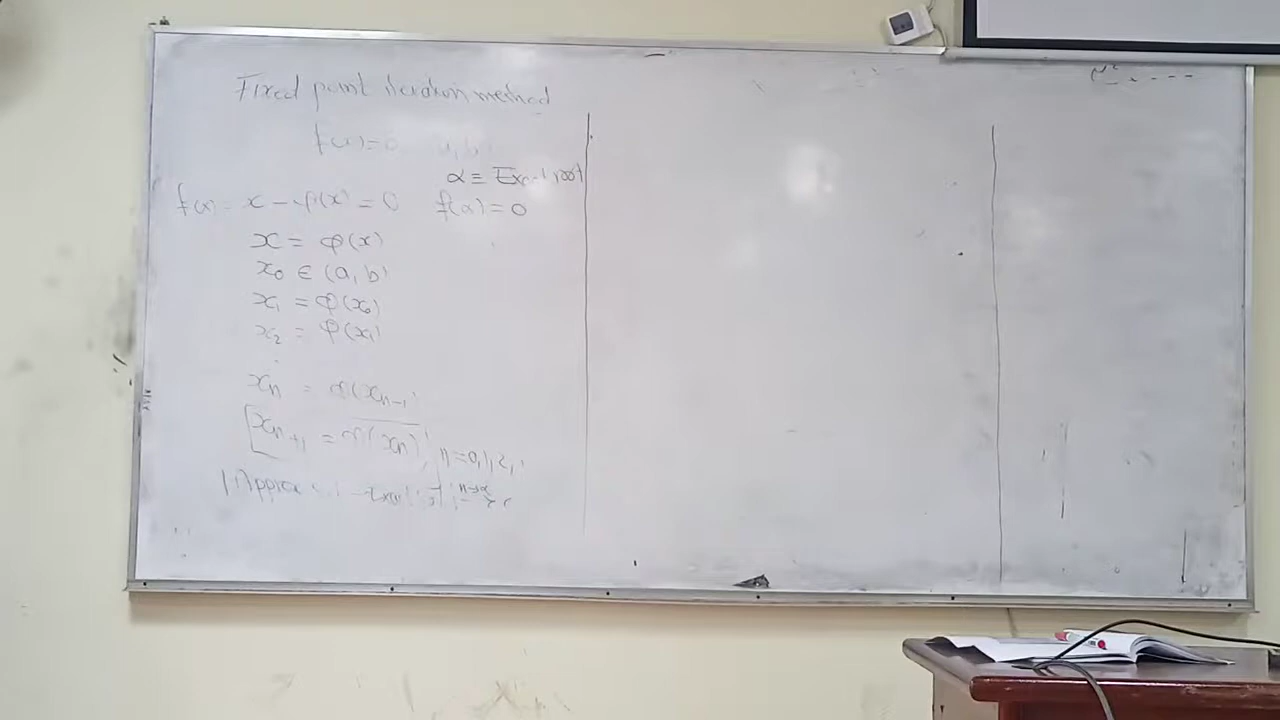 Fixed point iteration method
f(x)=0 a, b
α ≡ Exact root
f(x) = x - φ(x) = 0 f(α) = 0
x = φ(x)
x₀ ∈ (a, b)
x₁ = φ(x₀)
x₂ = φ(x₁)
xₙ = φ(xₙ₋₁)
xₙ₊₁ = φ(xₙ), n = 0, 1, 2,